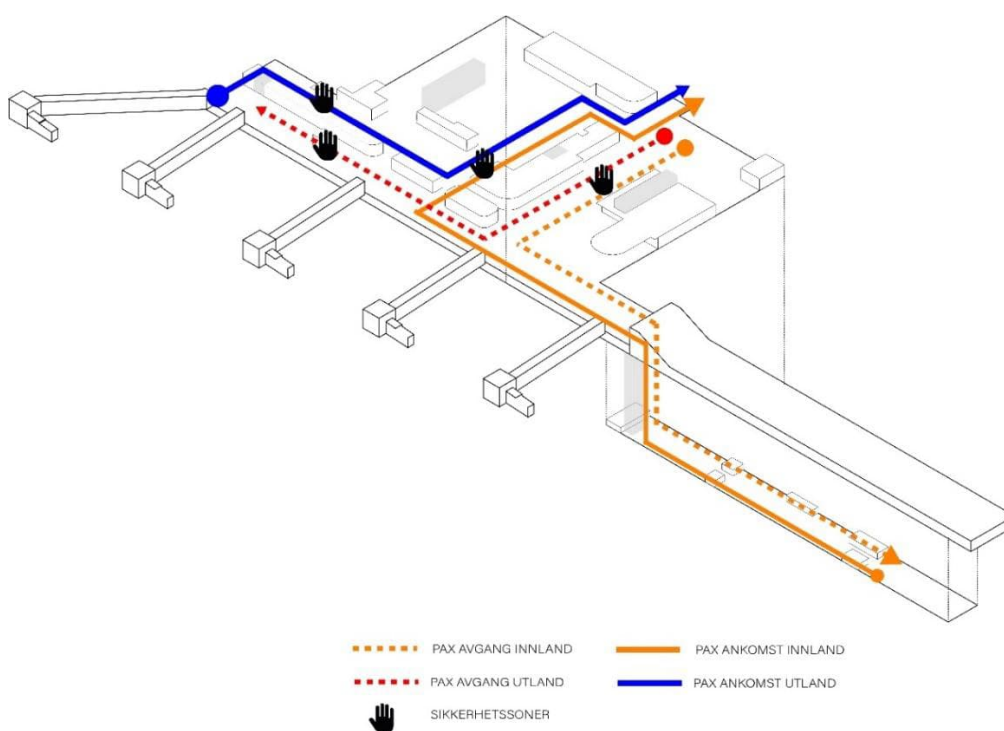 PAX AVGANG INNLAND
PAX ANKOMST INNLAND
PAX AVGANG UTLAND
PAX ANKOMST UTLAND
SIKKERHETSSONER